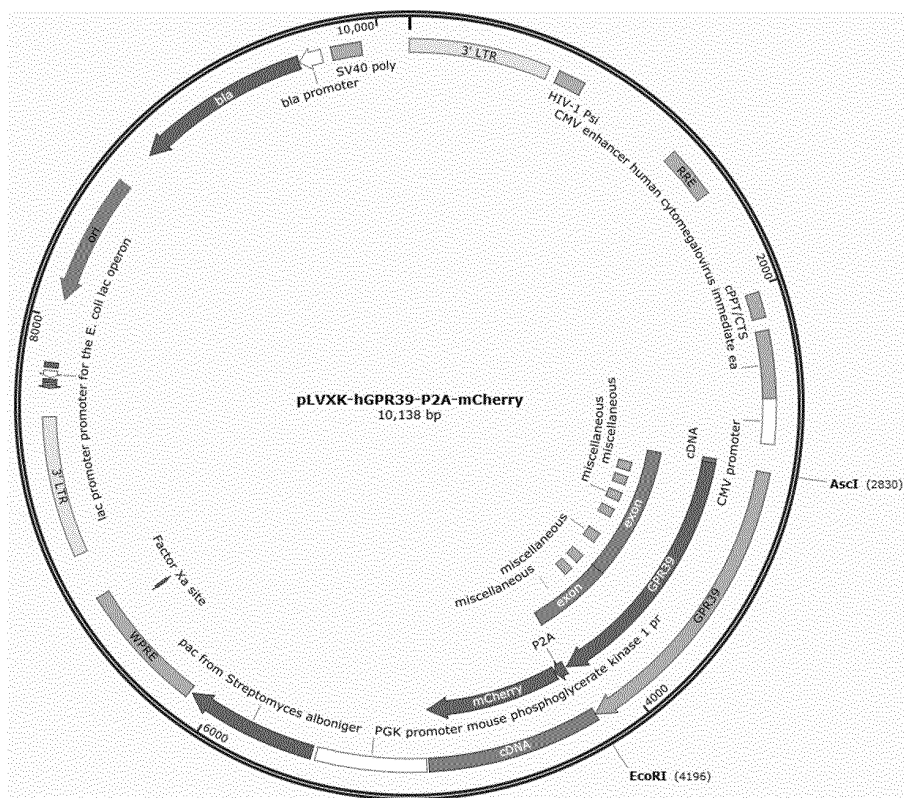 10,000
3' LTR
SV40 poly
bla promoter
bla
HIV-1 Psi
CMV enhancer human cytomegalovirus immediate ea
RRE
ori
2000
cPPT/CTS
8000
lac promoter for the E. coli lac operon
pLVXK-hGPR39-P2A-mCherry
10,138 bp
miscellaneous
miscellaneous
cDNA
CMV promoter
AscI (2830)
3' LTR
exon
miscellaneous
miscellaneous
exon
GPR39
GPR39
Factor Xa site
P2A
WPRE
pac from Streptomyces alboniger
mCherry
PGK promoter mouse phosphoglycerate kinase 1 pr
4000
6000
cDNA
EcoRI (4196)